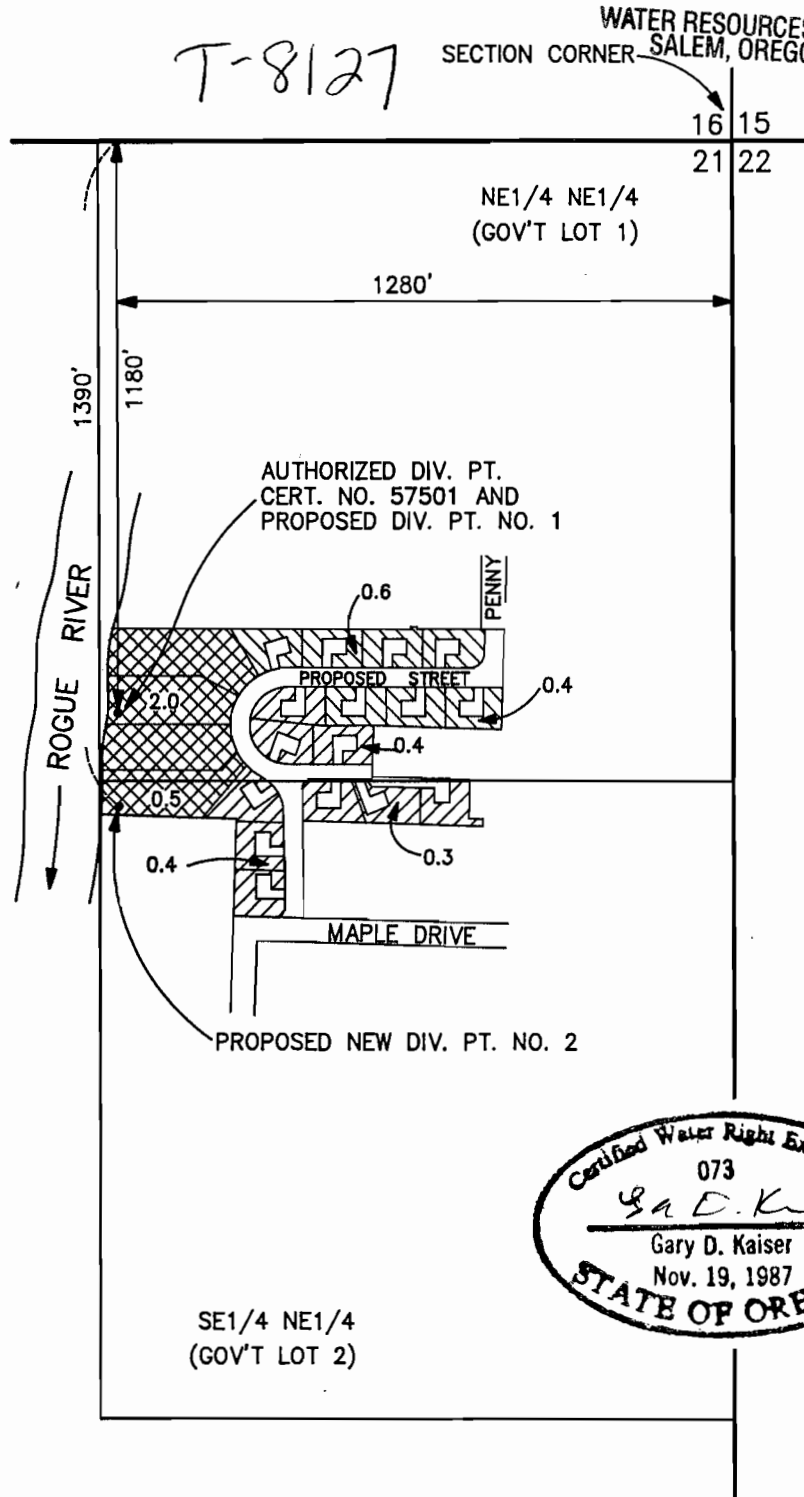 T-8127
WATER RESOURCES
SALEM, OREGO
SECTION CORNER
16 15
21 22
NE1/4 NE1/4
(GOV'T LOT 1)
1280'
1390'
1180'
AUTHORIZED DIV. PT.
CERT. NO. 57501 AND
PROPOSED DIV. PT. NO. 1
ROGUE RIVER
PENNY
0.6
PROPOSED STREET
2.0
0.4
0.4
0.5
0.3
0.4
MAPLE DRIVE
PROPOSED NEW DIV. PT. NO. 2
Certified Water Right Ex
073
Gary D. Kaiser
Nov. 19, 1987
STATE OF ORE
SE1/4 NE1/4
(GOV'T LOT 2)